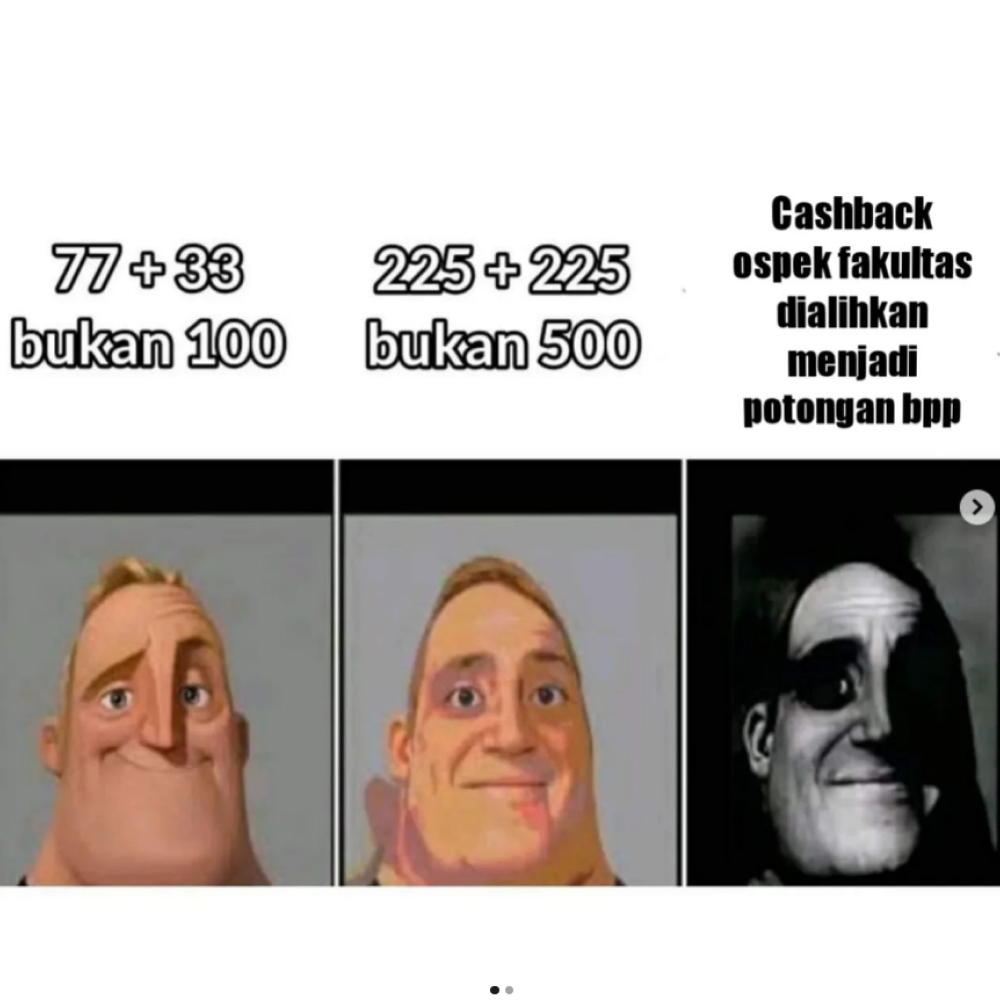 77 + 33
bukan 100
225 + 225
bukan 500
Cashback
ospek fakultas
dialihkan
menjadi
potongan bpp